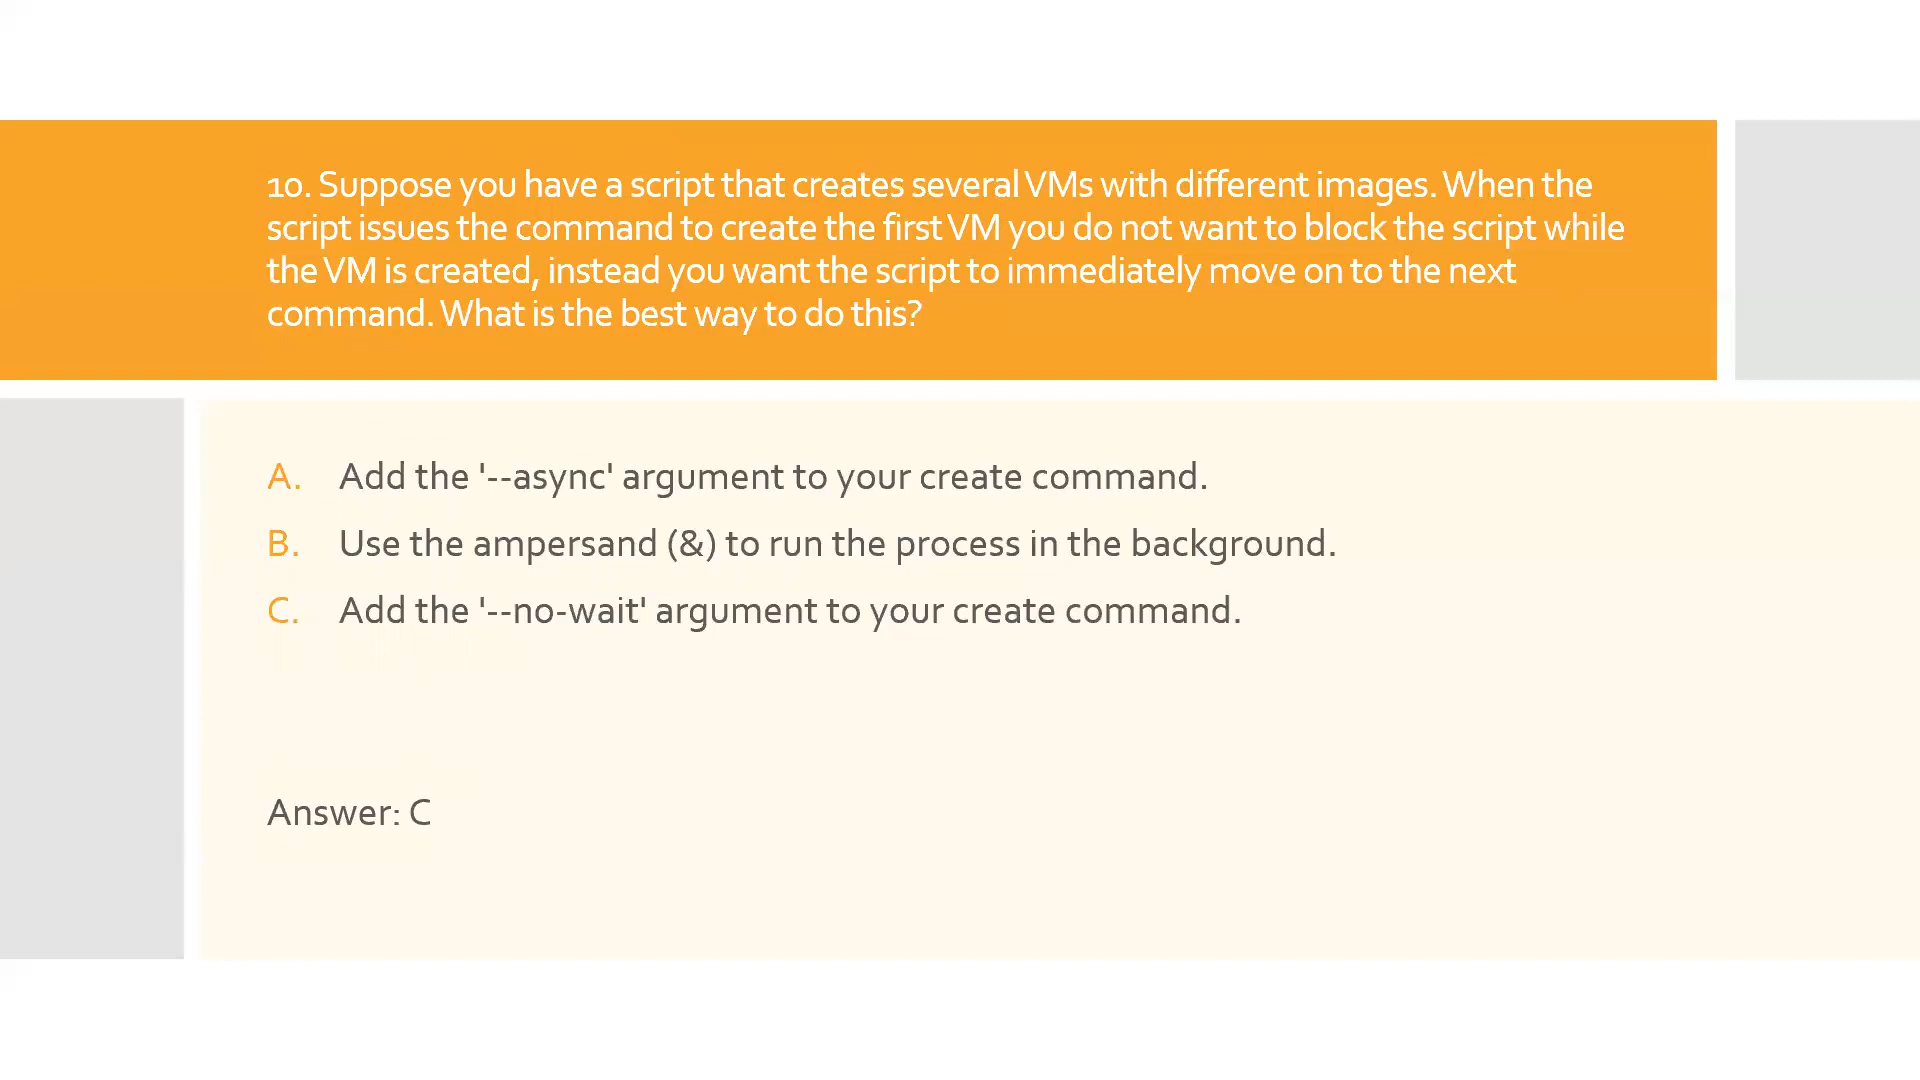 10. Suppose you have a script that creates several VMs with different images. When the
script issues the command to create the first VM you do not want to block the script while
the VM is created, instead you want the script to immediately move on to the next
command. What is the best way to do this?
A. Add the '--async' argument to your create command.
B. Use the ampersand (&) to run the process in the background.
C. Add the '--no-wait' argument to your create command.
Answer: C